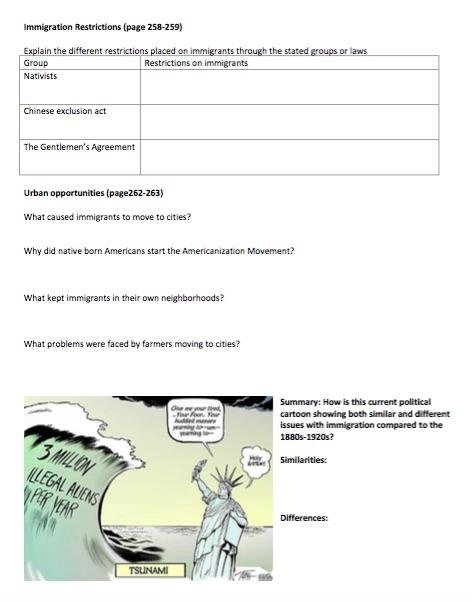 Immigration Restrictions (page 258-259)
Explain the different restrictions placed on immigrants through the stated groups or laws
Group Restrictions on immigrants
Nativists
Chinese exclusion act
The Gentlemen's Agreement
Urban opportunities (page262-263)
What caused immigrants to move to cities?
Why did native born Americans start the Americanization Movement?
What kept immigrants in their own neighborhoods?
What problems were faced by farmers moving to cities?
Give me your tired,
...Your Poor. Your
huddled masses
yearning to--um--
yearning to--
Holy
3 MILLION
ILLEGAL ALIENS
PER YEAR
TSUNAMI
Summary: How is this current political
cartoon showing both similar and different
issues with immigration compared to the
1880s-1920s?
Similarities:
Differences: